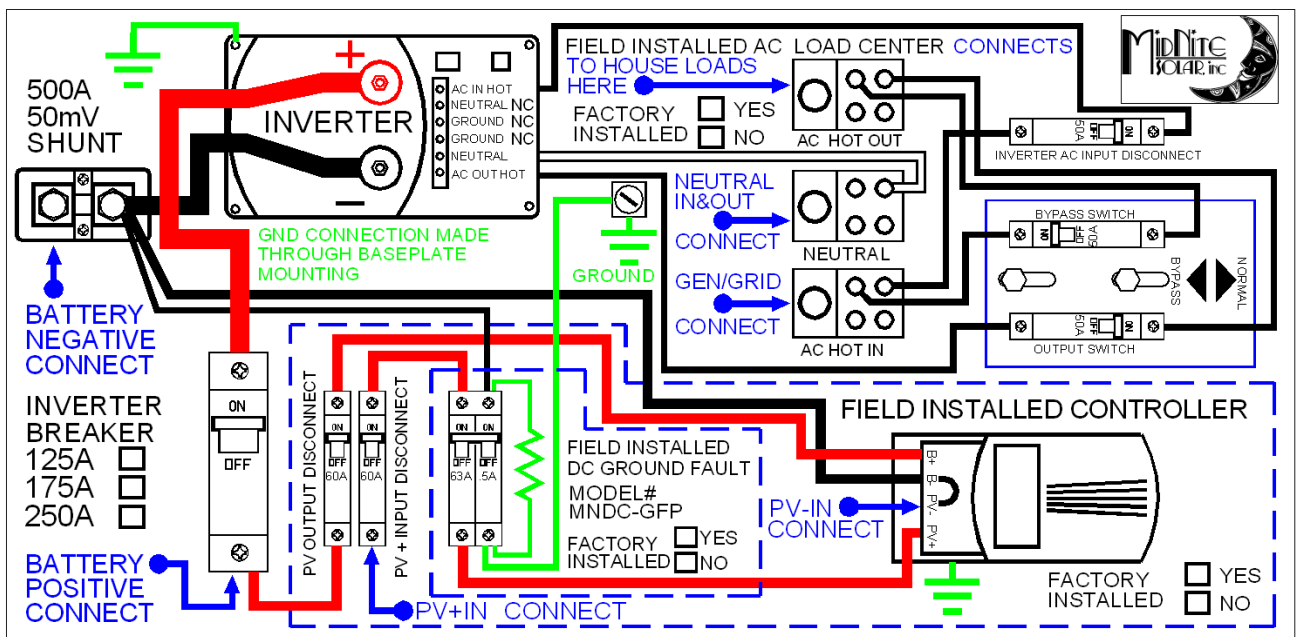 500A
50mV
SHUNT
+
INVERTER
−
AC IN HOT
NEUTRAL NC
GROUND NC
GROUND NC
NEUTRAL
AC OUT HOT
GND CONNECTION MADE
THROUGH BASEPLATE
MOUNTING
FIELD INSTALLED AC LOAD CENTER CONNECTS
TO HOUSE LOADS
HERE
FACTORY
INSTALLED
YES
NO
AC HOT OUT
MIDNITE
SOLAR, inc
50A
OFF
ON
INVERTER AC INPUT DISCONNECT
NEUTRAL
IN&OUT
CONNECT
NEUTRAL
GROUND
GEN/GRID
CONNECT
AC HOT IN
BYPASS SWITCH
ON
OFF
60A
BYPASS
NORMAL
50A
OFF
ON
OUTPUT SWITCH
BATTERY
NEGATIVE
CONNECT
INVERTER
BREAKER
125A
175A
250A
ON
OFF
BATTERY
POSITIVE
CONNECT
PV OUTPUT DISCONNECT
ON
OFF
60A
ON
OFF
60A
PV + INPUT DISCONNECT
PV+IN CONNECT
ON
OFF
63A
ON
OFF
.5A
FIELD INSTALLED
DC GROUND FAULT
MODEL#
MNDC-GFP
FACTORY
INSTALLED
YES
NO
FIELD INSTALLED CONTROLLER
B+
B-
PV-
PV+
PV-IN
CONNECT
FACTORY
INSTALLED
YES
NO